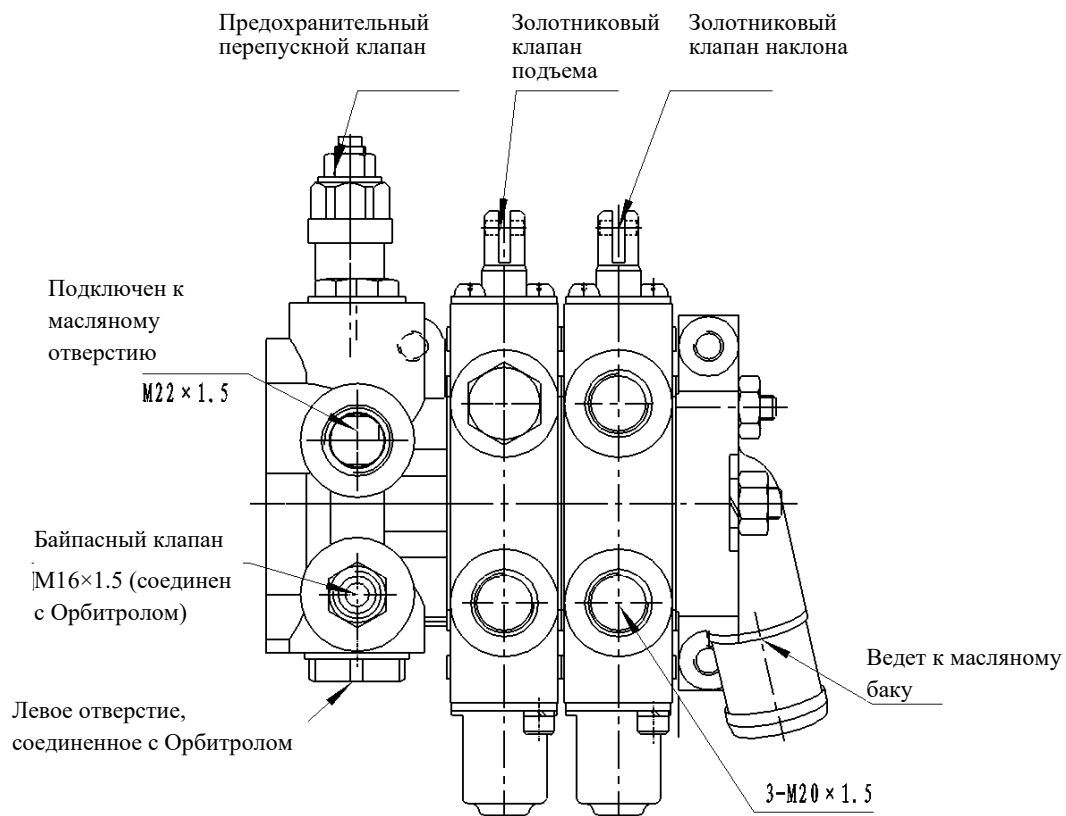 Предохранительный
перепускной клапан
Золотниковый
клапан
подъема
Золотниковый
клапан наклона
Подключен к
масляному
отверстию
M22×1.5
Байпасный клапан
M16×1.5 (соединен
с Орбитролом)
Левое отверстие,
соединенное с Орбитролом
Ведет к масляному
баку
3-M20×1.5